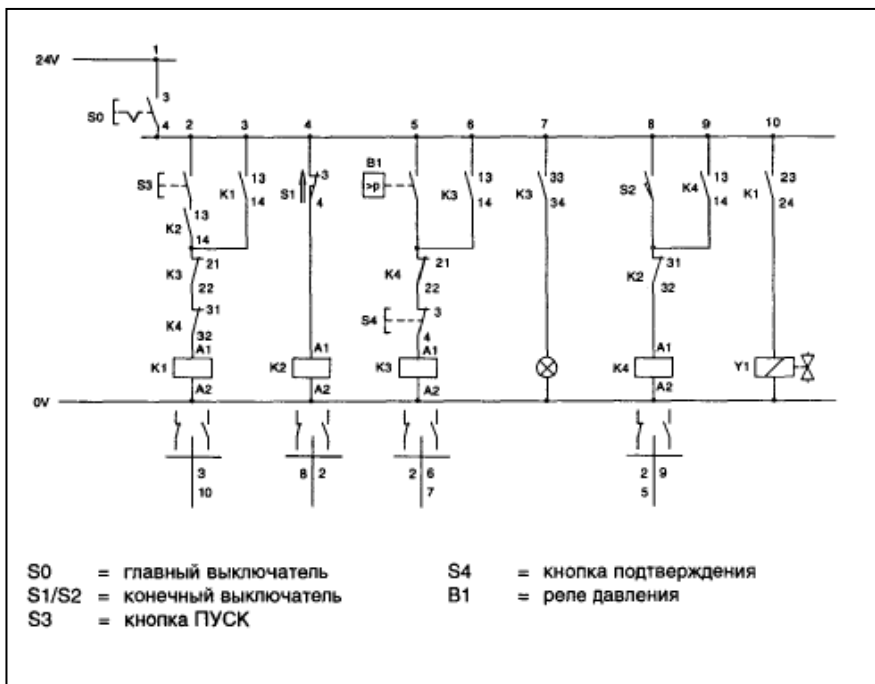 1
24V
3
S0
4
2 3 4 5 6 7 8 9 10
S3
K1 13
14
S1 3
4
B1
>p
K3 13
14
K3 33
34
S2
K4 13
14
K1 23
24
K2 13
14
K3 21
22
K4 21
22
K2 31
32
K4 31
32
S4 3
4
K1 A1
A2
K2 A1
A2
K3 A1
A2
K4 A1
A2
Y1
0V
3
10
8 2
2 6
7
2 9
5
S0 = главный выключатель
S1/S2 = конечный выключатель
S3 = кнопка ПУСК
S4 = кнопка подтверждения
B1 = реле давления